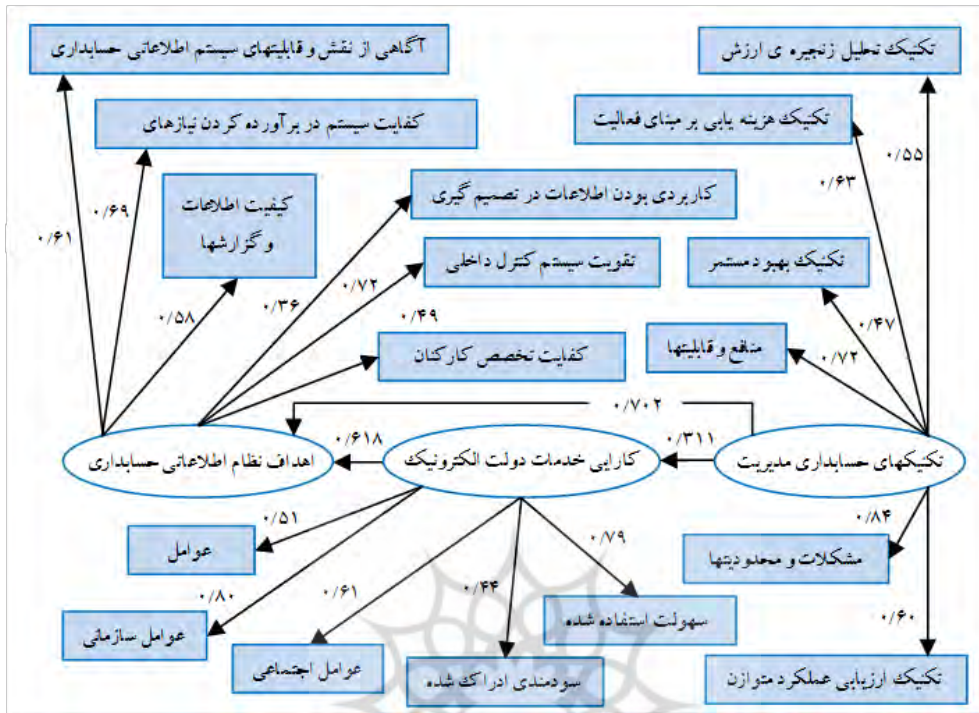 آگاهی از نقش و قابلیتهای سیستم اطلاعاتی حسابداری
تکنیک تحلیل زنجیره ی ارزش
کفایت سیستم در برآورده کردن نیازهای
تکنیک هزینه یابی بر مبنای فعالیت
۰/۵۵
۰/۶۳
کیفیت اطلاعات
و گزارشها
کاربردی بودن اطلاعات در تصمیم گیری
۰/۶۹
۰/۶۱
تقویت سیستم کنترل داخلی
تکنیک بهبود مستمر
۰/۷۲
۰/۳۶
۰/۵۸
۰/۴۹
۰/۴۷
کفایت تخصص کارکنان
منافع و قابلیتها
۰/۷۲
۰/۷۰۲
۰/۶۱۸
۰/۳۱۱
اهداف نظام اطلاعاتی حسابداری
کارایی خدمات دولت الکترونیک
تکنیکهای حسابداری مدیریت
۰/۵۱
۰/۸۴
عوامل
۰/۷۹
مشکلات و محدودیتها
۰/۸۰
۰/۶۱
۰/۴۴
۰/۶۰
سهولت استفاده شده
عوامل سازمانی
عوامل اجتماعی
سودمندی ادراک شده
تکنیک ارزیابی عملکرد متوازن